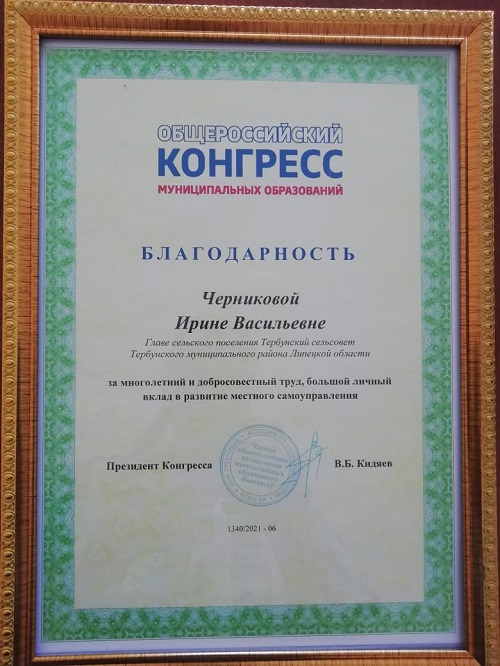 ОБЩЕРОССИЙСКИЙ
КОНГРЕСС
МУНИЦИПАЛЬНЫХ ОБРАЗОВАНИЙ
БЛАГОДАРНОСТЬ
Черниковой
Ирине Васильевне
Главе сельского поселения Тербунский сельсовет
Тербунского муниципального района Липецкой области
за многолетний и добросовестный труд, большой личный
вклад в развитие местного самоуправления
Президент Конгресса
В.Б. Кидяев
1340/2021 - 06